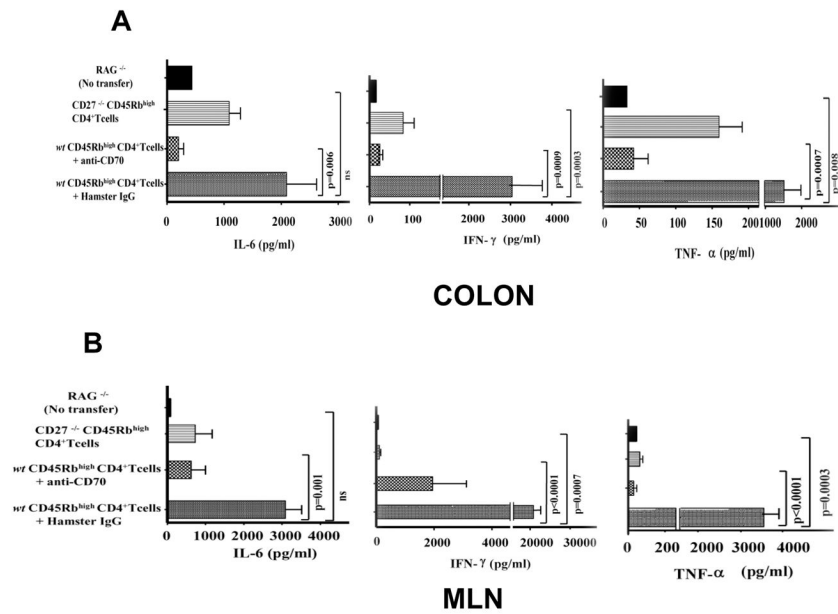 A
RAG -/-
(No transfer)
CD27 -/- CD45Rbhigh
CD4+Tcells
wt CD45Rbhigh CD4+Tcells
+ anti-CD70
wt CD45Rbhigh CD4+Tcells
+ Hamster IgG
0 1000 2000 3000
IL-6 (pg/ml)
p=0.006
ns
0 100 2000 3000 4000
IFN- γ (pg/ml)
p=0.0009
p=0.0003
0 50 100 150 200 1000 2000
TNF- α (pg/ml)
p=0.0007
p=0.008
COLON
B
RAG -/-
(No transfer)
CD27 -/- CD45Rbhigh
CD4+Tcells
wt CD45Rbhigh CD4+Tcells
+ anti-CD70
wt CD45Rbhigh CD4+Tcells
+ Hamster IgG
0 1000 2000 3000 4000
IL-6 (pg/ml)
p=0.001
ns
0 2000 4000 20000 30000
IFN-γ (pg/ml)
p<0.0001
p=0.0007
0 200 3000 4000
TNF-α (pg/ml)
p<0.0001
p=0.0003
MLN